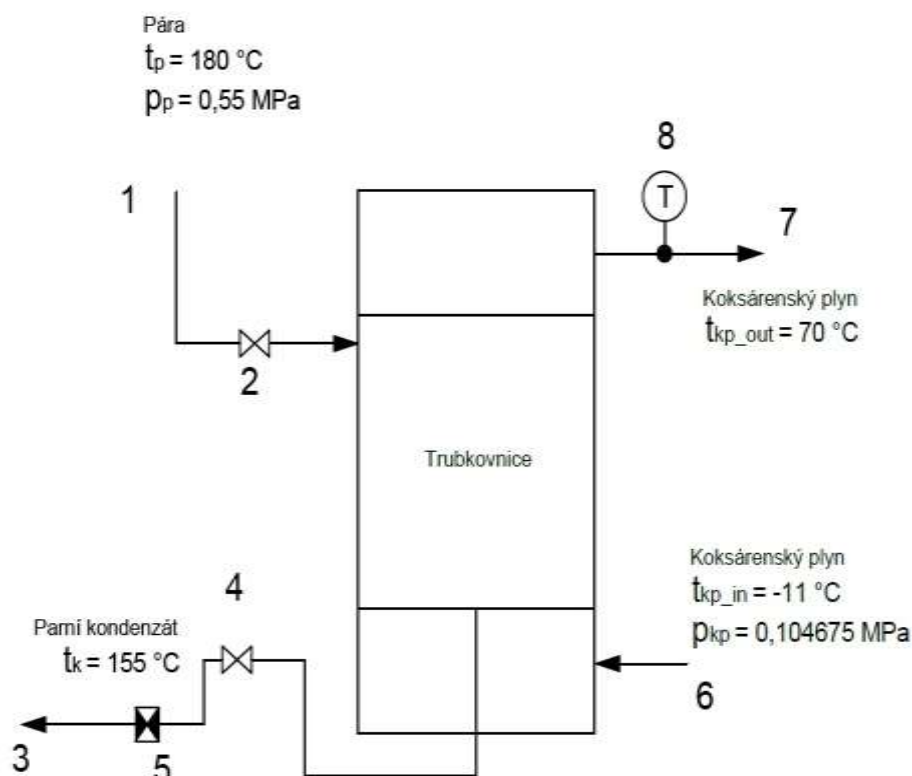 Pára
tp = 180 °C
pp = 0,55 MPa
8
T
1
7
Koksárenský plyn
tkp_out = 70 °C
2
Trubkovnice
Koksárenský plyn
tkp_in = -11 °C
pkp = 0,104675 MPa
4
Parní kondenzát
tk = 155 °C
6
3
5